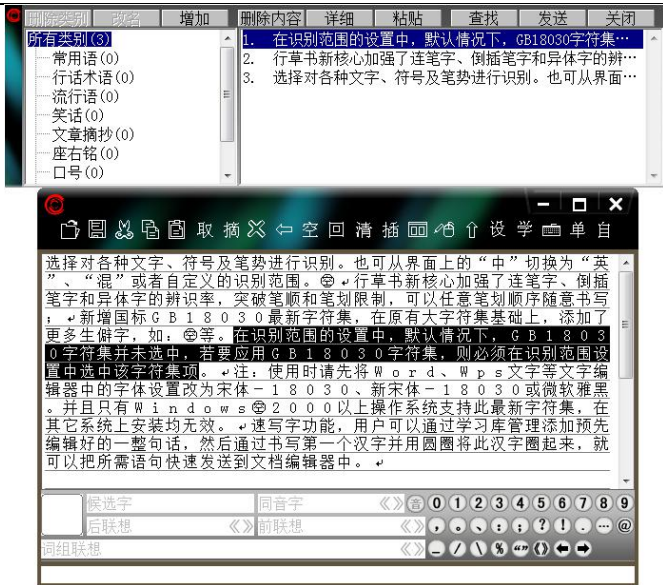 删除类别 改名 增加 删除内容 详细 粘贴 查找 发送 关闭
所有类别(3)
常用语(0)
行话术语(0)
流行语(0)
笑话(0)
文章摘抄(0)
座右铭(0)
口号(0)
1. 在识别范围的设置中，默认情况下，GB18030字符集…
2. 行草书新核心加强了连笔字、倒插笔字和异体字的辨…
3. 选择对各种文字、符号及笔势进行识别。也可从界面…
取 摘 空 回 清 插 设 学 单 自
选择对各种文字、符号及笔势进行识别。也可从界面上的“中”切换为“英
”、“混”或者自定义的识别范围。↵行草书新核心加强了连笔字、倒插
笔字和异体字的辨识率，突破笔顺和笔划限制，可以任意笔划顺序随意书写
；↵新增国标ＧＢ１８０３０最新字符集，在原有大字符集基础上，添加了
更多生僻字，如：等。在识别范围的设置中，默认情况下，ＧＢ１８０３
０字符集并未选中，若要应用ＧＢ１８０３０字符集，则必须在识别范围设
置中选中该字符集项。↵注：使用时请先将Ｗｏｒｄ、Ｗｐｓ文字等文字编
辑器中的字体设置改为宋体－１８０３０、新宋体－１８０３０或微软雅黑
。并且只有Ｗｉｎｄｏｗｓ２０００以上操作系统支持此最新字符集，在
其它系统上安装均无效。↵速写字功能，用户可以通过学习库管理添加预先
编辑好的一整句话，然后通过书写第一个汉字并用圆圈将此汉字圈起来，就
可以把所需语句快速发送到文档编辑器中。↵
候选字 同音字 《》 音 0 1 2 3 4 5 6 7 8 9
后联想 《》 前联想 《》 ， 。 、 ： ； ？ ！ . … @
词组联想 《》 - / \ % “” 《》 ← →